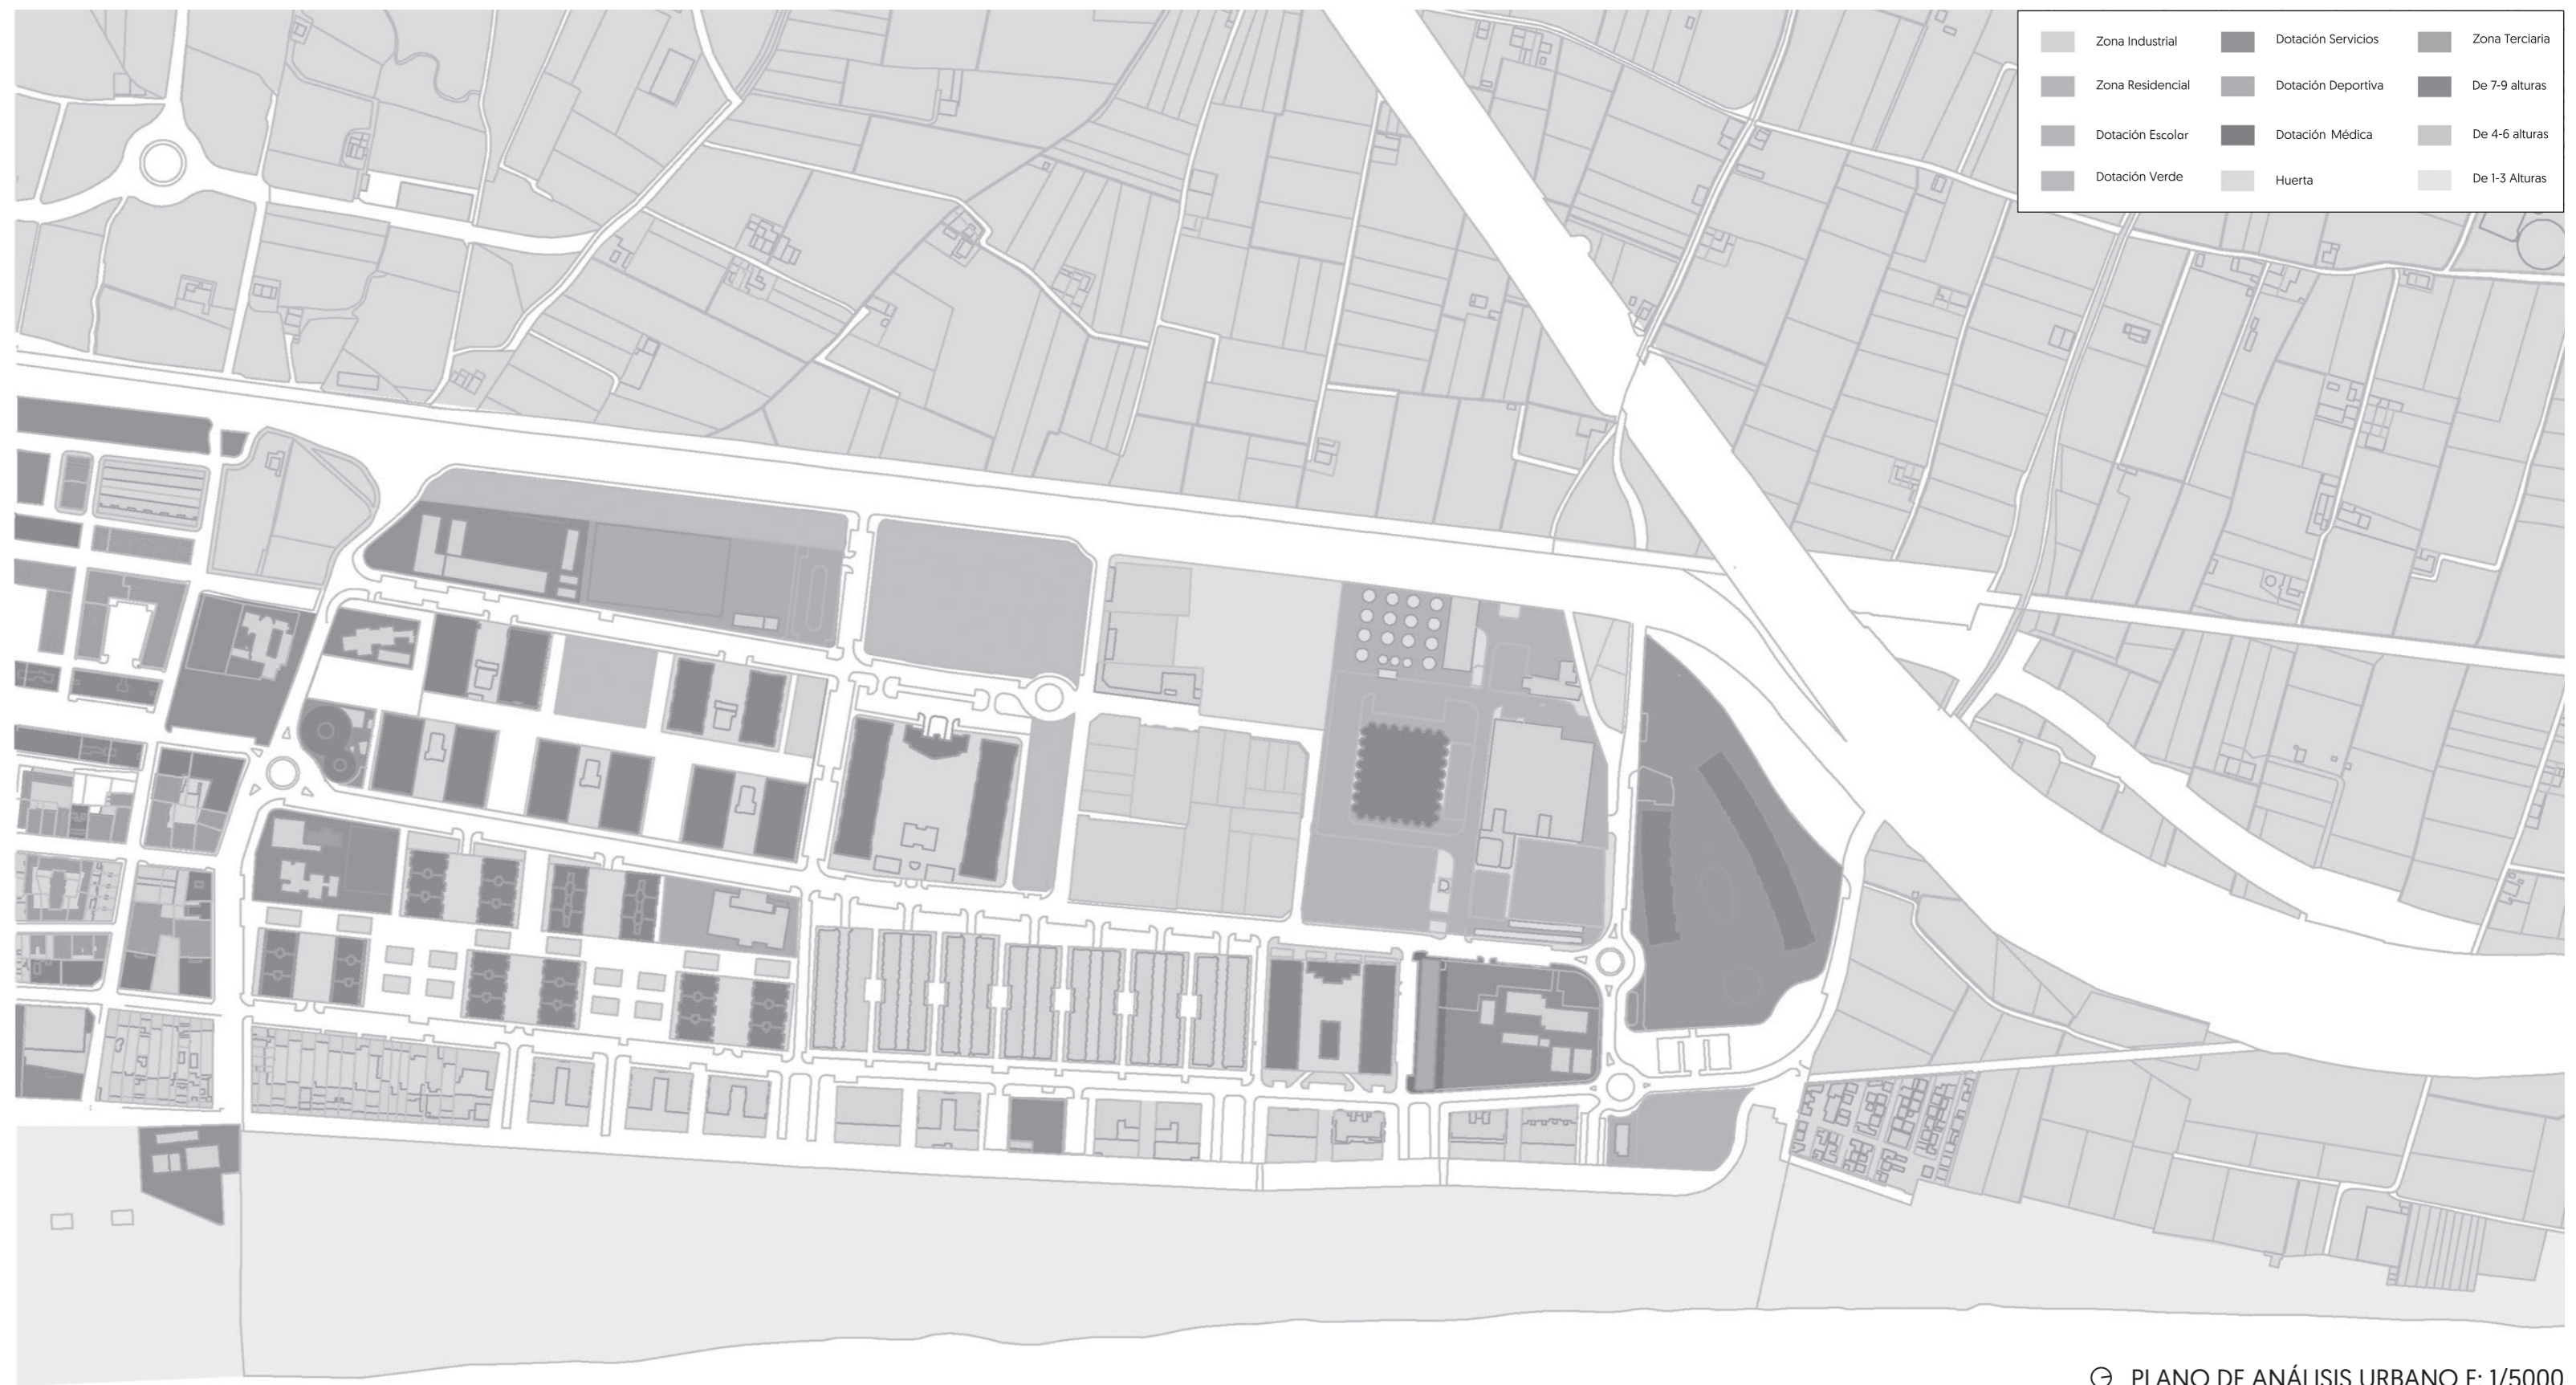 Zona Industrial
Dotación Servicios
Zona Terciaria
Zona Residencial
Dotación Deportiva
De 7-9 alturas
Dotación Escolar
Dotación Médica
De 4-6 alturas
Dotación Verde
Huerta
De 1-3 Alturas
PLANO DE ANÁLISIS URBANO E: 1/5000